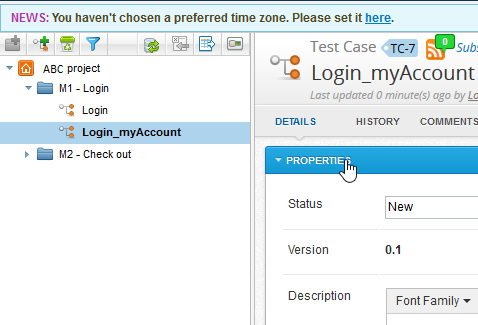 NEWS: You haven't chosen a preferred time zone. Please set it here.
ABC project
M1 - Login
Login
Login_myAccount
M2 - Check out
Test Case TC-7 0 Subs
Login_myAccount
Last updated 0 minute(s) ago by Lo
DETAILS HISTORY COMMENTS
PROPERTIES
Status New
Version 0.1
Description Font Family